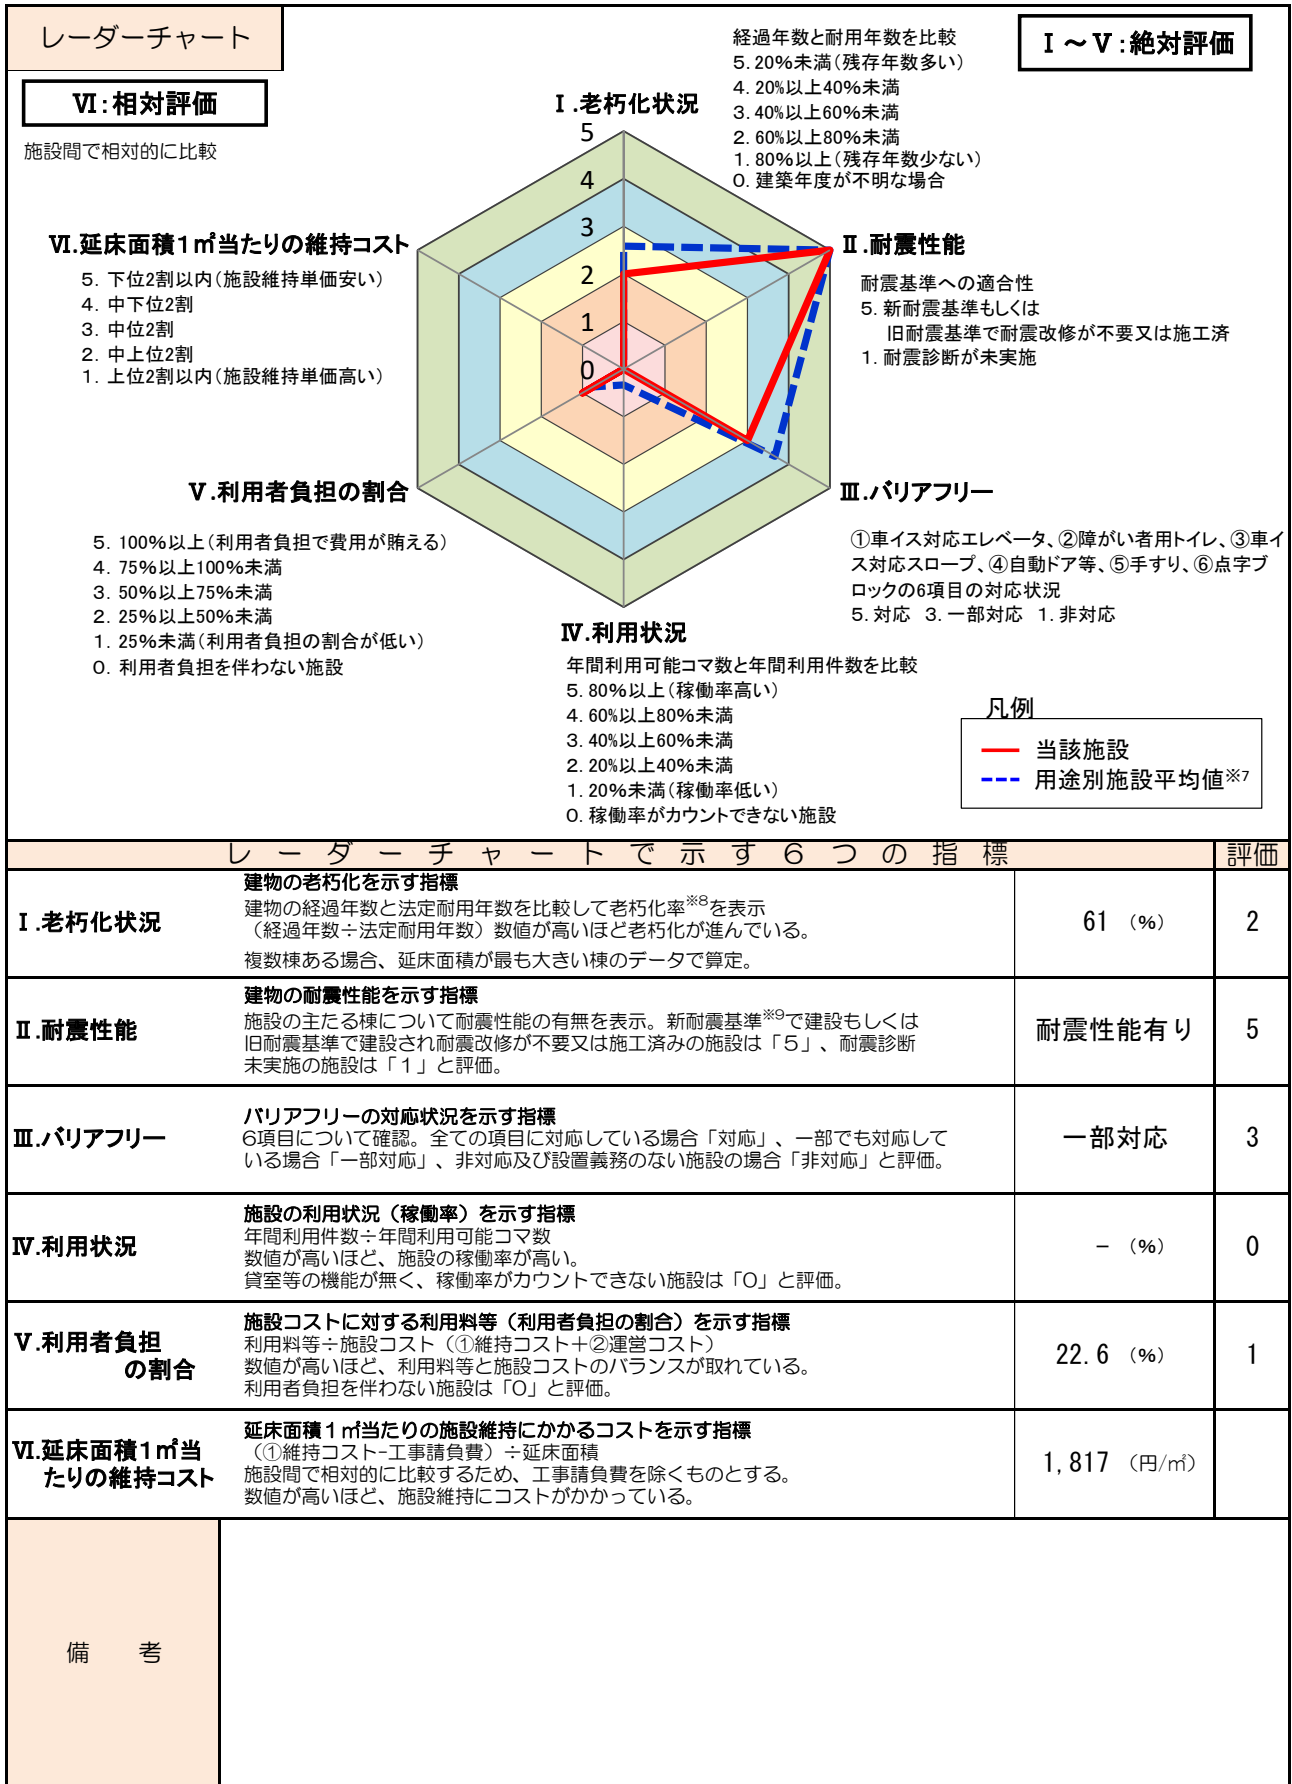 レーダーチャート
Ⅰ～Ⅴ:絶対評価
Ⅵ:相対評価
施設間で相対的に比較
経過年数と耐用年数を比較
5.20%未満(残存年数多い)
4.20%以上40%未満
3.40%以上60%未満
2.60%以上80%未満
1.80%以上(残存年数少ない)
0.建築年度が不明な場合
Ⅰ.老朽化状況
5
4
3
2
1
0
Ⅱ.耐震性能
耐震基準への適合性
5.新耐震基準もしくは
旧耐震基準で耐震改修が不要又は施工済
1.耐震診断が未実施
Ⅵ.延床面積1㎡当たりの維持コスト
5.下位2割以内(施設維持単価安い)
4.中下位2割
3.中位2割
2.中上位2割
1.上位2割以内(施設維持単価高い)
Ⅴ.利用者負担の割合
5.100%以上(利用者負担で費用が賄える)
4.75%以上100%未満
3.50%以上75%未満
2.25%以上50%未満
1.25%未満(利用者負担の割合が低い)
0.利用者負担を伴わない施設
Ⅲ.バリアフリー
①車イス対応エレベータ、②障がい者用トイレ、③車イ
ス対応スロープ、④自動ドア等、⑤手すり、⑥点字ブ
ロックの6項目の対応状況
5.対応 3.一部対応 1.非対応
Ⅳ.利用状況
年間利用可能コマ数と年間利用件数を比較
5.80%以上(稼働率高い)
4.60%以上80%未満
3.40%以上60%未満
2.20%以上40%未満
1.20%未満(稼働率低い)
0.稼働率がカウントできない施設
凡例
当該施設
用途別施設平均値※7
レーダーチャートで示す6つの指標 評価
Ⅰ.老朽化状況
建物の老朽化を示す指標
建物の経過年数と法定耐用年数を比較して老朽化率※8を表示
（経過年数÷法定耐用年数）数値が高いほど老朽化が進んでいる。
複数棟ある場合、延床面積が最も大きい棟のデータで算定。
61 (%) 2
Ⅱ.耐震性能
建物の耐震性能を示す指標
施設の主たる棟について耐震性能の有無を表示。新耐震基準※9で建設もしくは
旧耐震基準で建設され耐震改修が不要又は施工済みの施設は「5」、耐震診断
未実施の施設は「1」と評価。
耐震性能有り 5
Ⅲ.バリアフリー
バリアフリーの対応状況を示す指標
6項目について確認。全ての項目に対応している場合「対応」、一部でも対応して
いる場合「一部対応」、非対応及び設置義務のない施設の場合「非対応」と評価。
一部対応 3
Ⅳ.利用状況
施設の利用状況（稼働率）を示す指標
年間利用件数÷年間利用可能コマ数
数値が高いほど、施設の稼働率が高い。
貸室等の機能が無く、稼働率がカウントできない施設は「0」と評価。
－ (%) 0
Ⅴ.利用者負担
の割合
施設コストに対する利用料等（利用者負担の割合）を示す指標
利用料等÷施設コスト（①維持コスト+②運営コスト）
数値が高いほど、利用料等と施設コストのバランスが取れている。
利用者負担を伴わない施設は「0」と評価。
22.6 (%) 1
Ⅵ.延床面積1㎡当
たりの維持コスト
延床面積1㎡当たりの施設維持にかかるコストを示す指標
（①維持コスト-工事請負費）÷延床面積
施設間で相対的に比較するため、工事請負費を除くものとする。
数値が高いほど、施設維持にコストがかかっている。
1,817 (円/㎡)
備 考